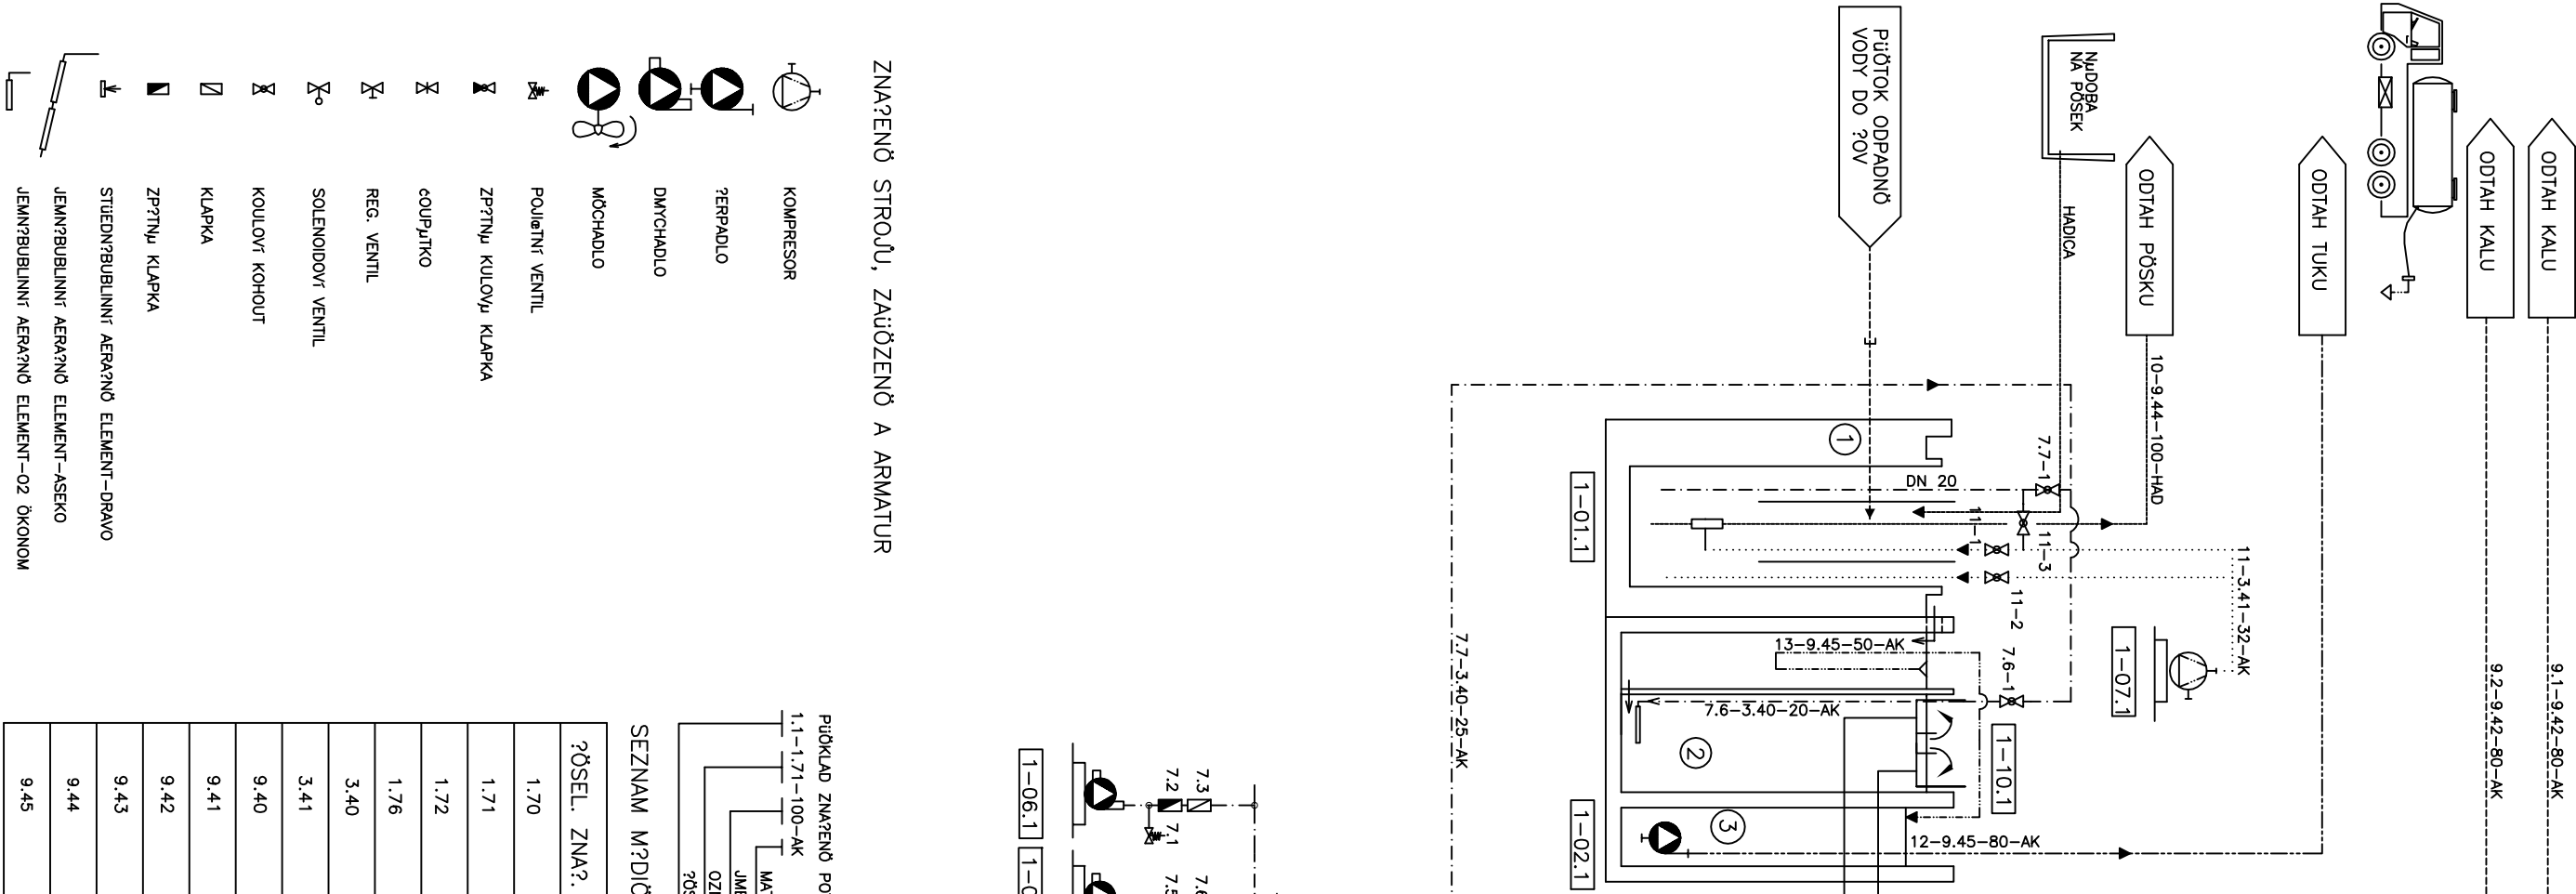 ODTAH KALU
9.1-9.42-80-AK
ODTAH KALU
9.2-9.42-80-AK
ODTAH TUKU
ODTAH PÖSKU
10-9.44-100-HAD
NµDOBA
NA PÖSEK
HADICA
PüÖTOK ODPADNÖ
VODY DO ?OV
11-3.41-32-AK
1-07.1
7.7-1
11-3
11-1
11-2
7.6-1
DN 20
1
1-01.1
13-9.45-50-AK
7.6-3.40-20-AK
1-10.1
2
3
12-9.45-80-AK
1-02.1
7.7-3.40-25-AK
7.3
7.2
7.1
1-06.1
7.6
7.5
ZNA?ENÖ STROJŮ, ZAüÖZENÖ A ARMATUR
KOMPRESOR
?ERPADLO
DMYCHADLO
MÖCHADLO
POJIœTNÍ VENTIL
ZP?TNµ KULOVµ KLAPKA
REG. VENTIL
SOLENOIDOVÍ VENTIL
KOULOVÍ KOHOUT
KLAPKA
ZP?TNµ KLAPKA
STüEDN?BUBLINNÍ AERA?NÖ ELEMENT-DRAVO
JEMN?BUBLINNÍ AERA?NÖ ELEMENT-ASEKO
JEMN?BUBLINNÍ AERA?NÖ ELEMENT-O2 ÖKONOM
PüÖKLAD ZNA?ENÖ
1.1-1.71-100-AK
SEZNAM
?ÖSEL. ZNA?.
1.70
1.71
1.72
1.76
3.40
3.41
9.40
9.41
9.42
9.43
9.44
9.45